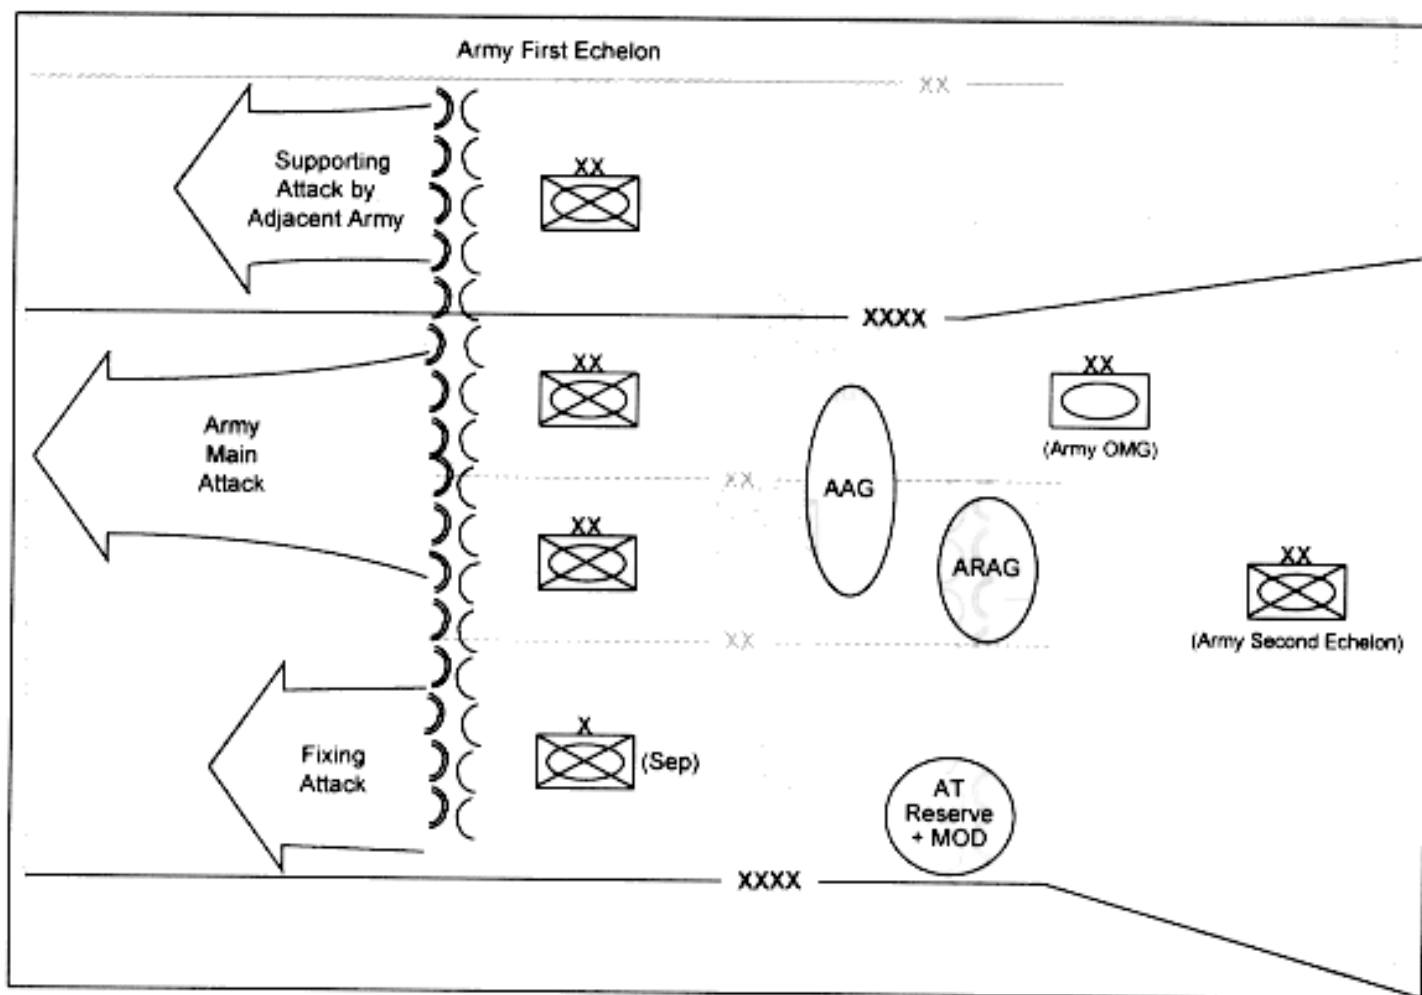 Army First Echelon
XX
Supporting
Attack by
Adjacent Army
XX
XXXX
Army
Main
Attack
XX
XX
(Army OMG)
XX
AAG
XX
ARAG
XX
(Army Second Echelon)
XX
Fixing
Attack
X
(Sep)
AT
Reserve
+ MOD
XXXX